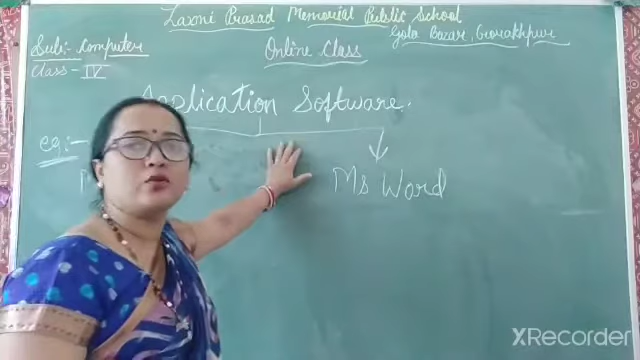 Laxmi Prasad Memorial Public School
Gola Bazar, Gorakhpur
Sub:- Computer
Online Class
Class - IV
Application Software.
eg:-
Ms Word
XRecorder